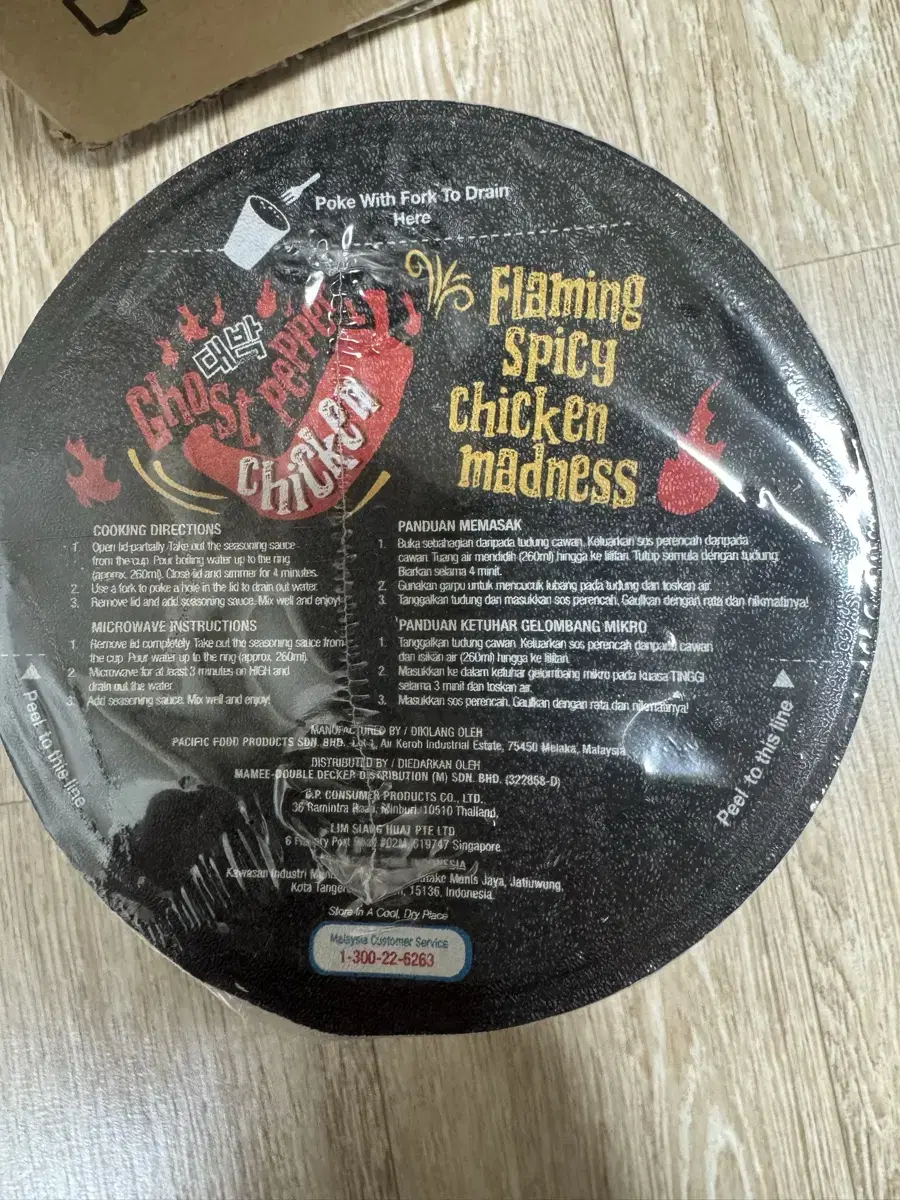 Poke With Fork To Drain
Here
대박
Ghost Pepper
Chicken
Flaming
Spicy
Chicken
madness
COOKING DIRECTIONS
1. Open lid partially Take out the seasoning sauce
from the cup. Pour boiling water up to the ring
(approx. 260ml). Close lid and simmer for 4 minutes.
2. Use a fork to poke a hole in the lid to drain out water.
3. Remove lid and add seasoning sauce. Mix well and enjoy!
MICROWAVE INSTRUCTIONS
1. Remove lid completely Take out the seasoning sauce from
the cup Pour water up to the ring (approx. 260ml).
2. Microwave for at least 3 minutes on HIGH and
drain out the water.
3. Add seasoning sauce. Mix well and enjoy!
PANDUAN MEMASAK
1. Buka sebahagian daripada tudung cawan. Keluarkan sos perencah daripada
cawan. Tuang air mendidih (260ml) hingga ke lilitan. Tutup semula dengan tudung.
Biarkan selama 4 minit.
2. Gunakan garpu untuk mencucuk lubang pada tudung dan toskan air.
3. Tanggalkan tudung dan masukkan sos perencah. Gaulkan dengan rata dan nikmatinya!
PANDUAN KETUHAR GELOMBANG MIKRO
1. Tanggalkan tudung cawan. Keluarkan sos perencah daripada cawan
dan isikan air (260ml) hingga ke lilitan.
2. Masukkan ke dalam ketuhar gelombang mikro pada kuasa TINGGI
selama 3 minit dan toskan air.
3. Masukkan sos perencah. Gaulkan dengan rata dan nikmatinya!
Peel to this line
Peel to this line
MANUFACTURED BY / DIKILANG OLEH
PACIFIC FOOD PRODUCTS SDN. BHD. Lot 1, Air Keroh Industrial Estate, 75450 Melaka, Malaysia
DISTRIBUTED BY / DIEDARKAN OLEH
MAMEE-DOUBLE DECKER DISTRIBUTION (M) SDN. BHD. (322858-D)
CONSUMER PRODUCTS CO., LTD.
36 Ramintra Road, Minburi, 10510 Thailand,
LIM SIANG HUAT PTE LTD
6 Port Road #02M, 619747 Singapore
Kawasan Industri Manis Jaya, Jatiuwung,
Kota 15136, Indonesia.
Store In A Cool, Dry Place
Malaysia Customer Service
1-300-22-6263